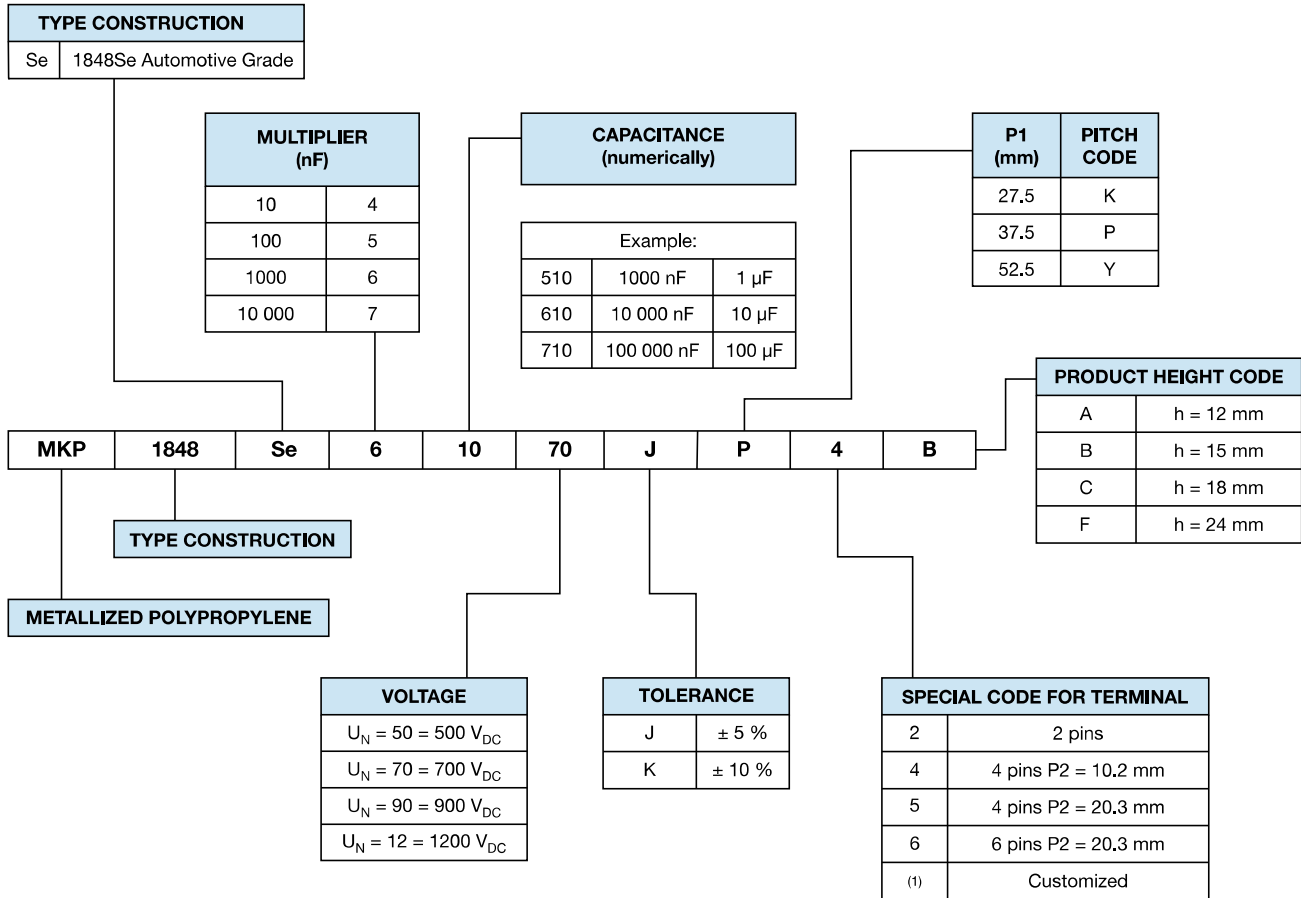 TYPE CONSTRUCTION
Se 1848Se Automotive Grade
MULTIPLIER
(nF)
10 4
100 5
1000 6
10 000 7
CAPACITANCE
(numerically)
Example:
510 1000 nF 1 µF
610 10 000 nF 10 µF
710 100 000 nF 100 µF
P1
(mm)
PITCH
CODE
27.5 K
37.5 P
52.5 Y
PRODUCT HEIGHT CODE
A h = 12 mm
B h = 15 mm
C h = 18 mm
F h = 24 mm
MKP 1848 Se 6 10 70 J P 4 B
TYPE CONSTRUCTION
METALLIZED POLYPROPYLENE
VOLTAGE
U_N = 50 = 500 V_DC
U_N = 70 = 700 V_DC
U_N = 90 = 900 V_DC
U_N = 12 = 1200 V_DC
TOLERANCE
J ± 5 %
K ± 10 %
SPECIAL CODE FOR TERMINAL
2 2 pins
4 4 pins P2 = 10.2 mm
5 4 pins P2 = 20.3 mm
6 6 pins P2 = 20.3 mm
(1) Customized